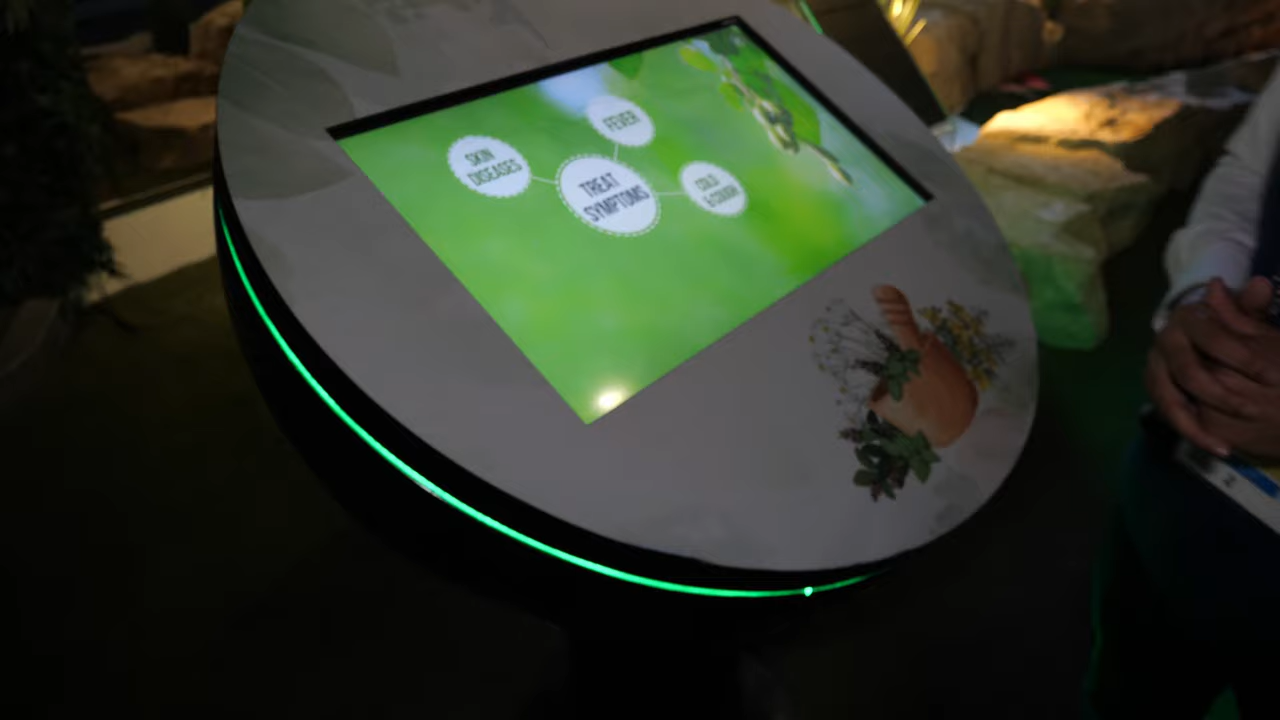 FEVER
SKIN
DISEASES
TREAT
SYMPTOMS
COLD
& COUGH